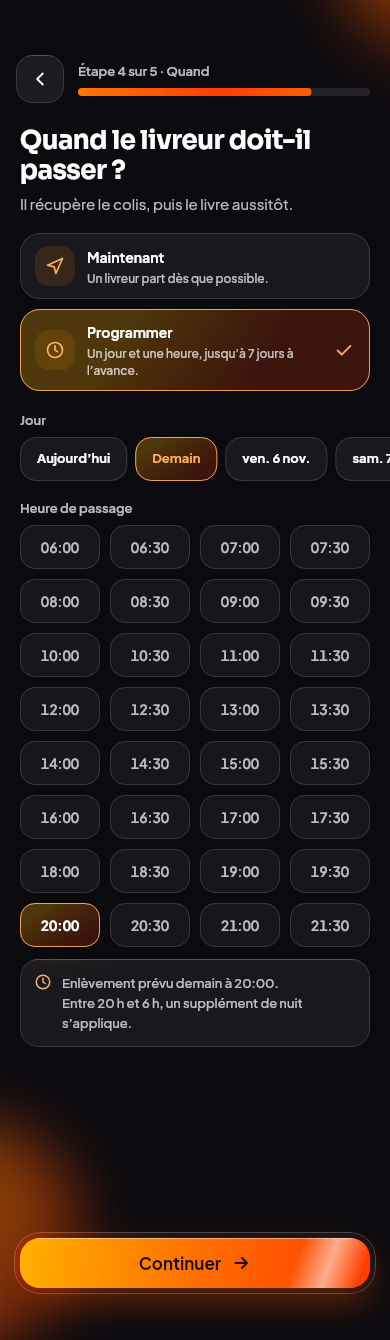 Étape 4 sur 5 · Quand
Quand le livreur doit-il
passer ?
Il récupère le colis, puis le livre aussitôt.
Maintenant
Un livreur part dès que possible.
Programmer
Un jour et une heure, jusqu'à 7 jours à
l'avance.
Jour
Aujourd'hui Demain ven. 6 nov. sam. 7
Heure de passage
06:00 06:30 07:00 07:30
08:00 08:30 09:00 09:30
10:00 10:30 11:00 11:30
12:00 12:30 13:00 13:30
14:00 14:30 15:00 15:30
16:00 16:30 17:00 17:30
18:00 18:30 19:00 19:30
20:00 20:30 21:00 21:30
Enlèvement prévu demain à 20:00.
Entre 20 h et 6 h, un supplément de nuit
s'applique.
Continuer →